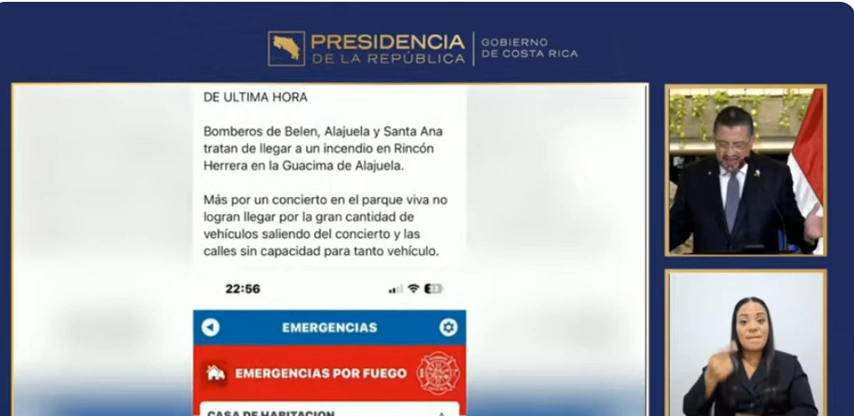 PRESIDENCIA
DE LA REPÚBLICA
GOBIERNO
DE COSTA RICA
DE ULTIMA HORA
Bomberos de Belen, Alajuela y Santa Ana
tratan de llegar a un incendio en Rincón
Herrera en la Guacima de Alajuela.
Más por un concierto en el parque viva no
logran llegar por la gran cantidad de
vehículos saliendo del concierto y las
calles sin capacidad para tanto vehículo.
22:56
EMERGENCIAS
EMERGENCIAS POR FUEGO
CASA DE HABITACION